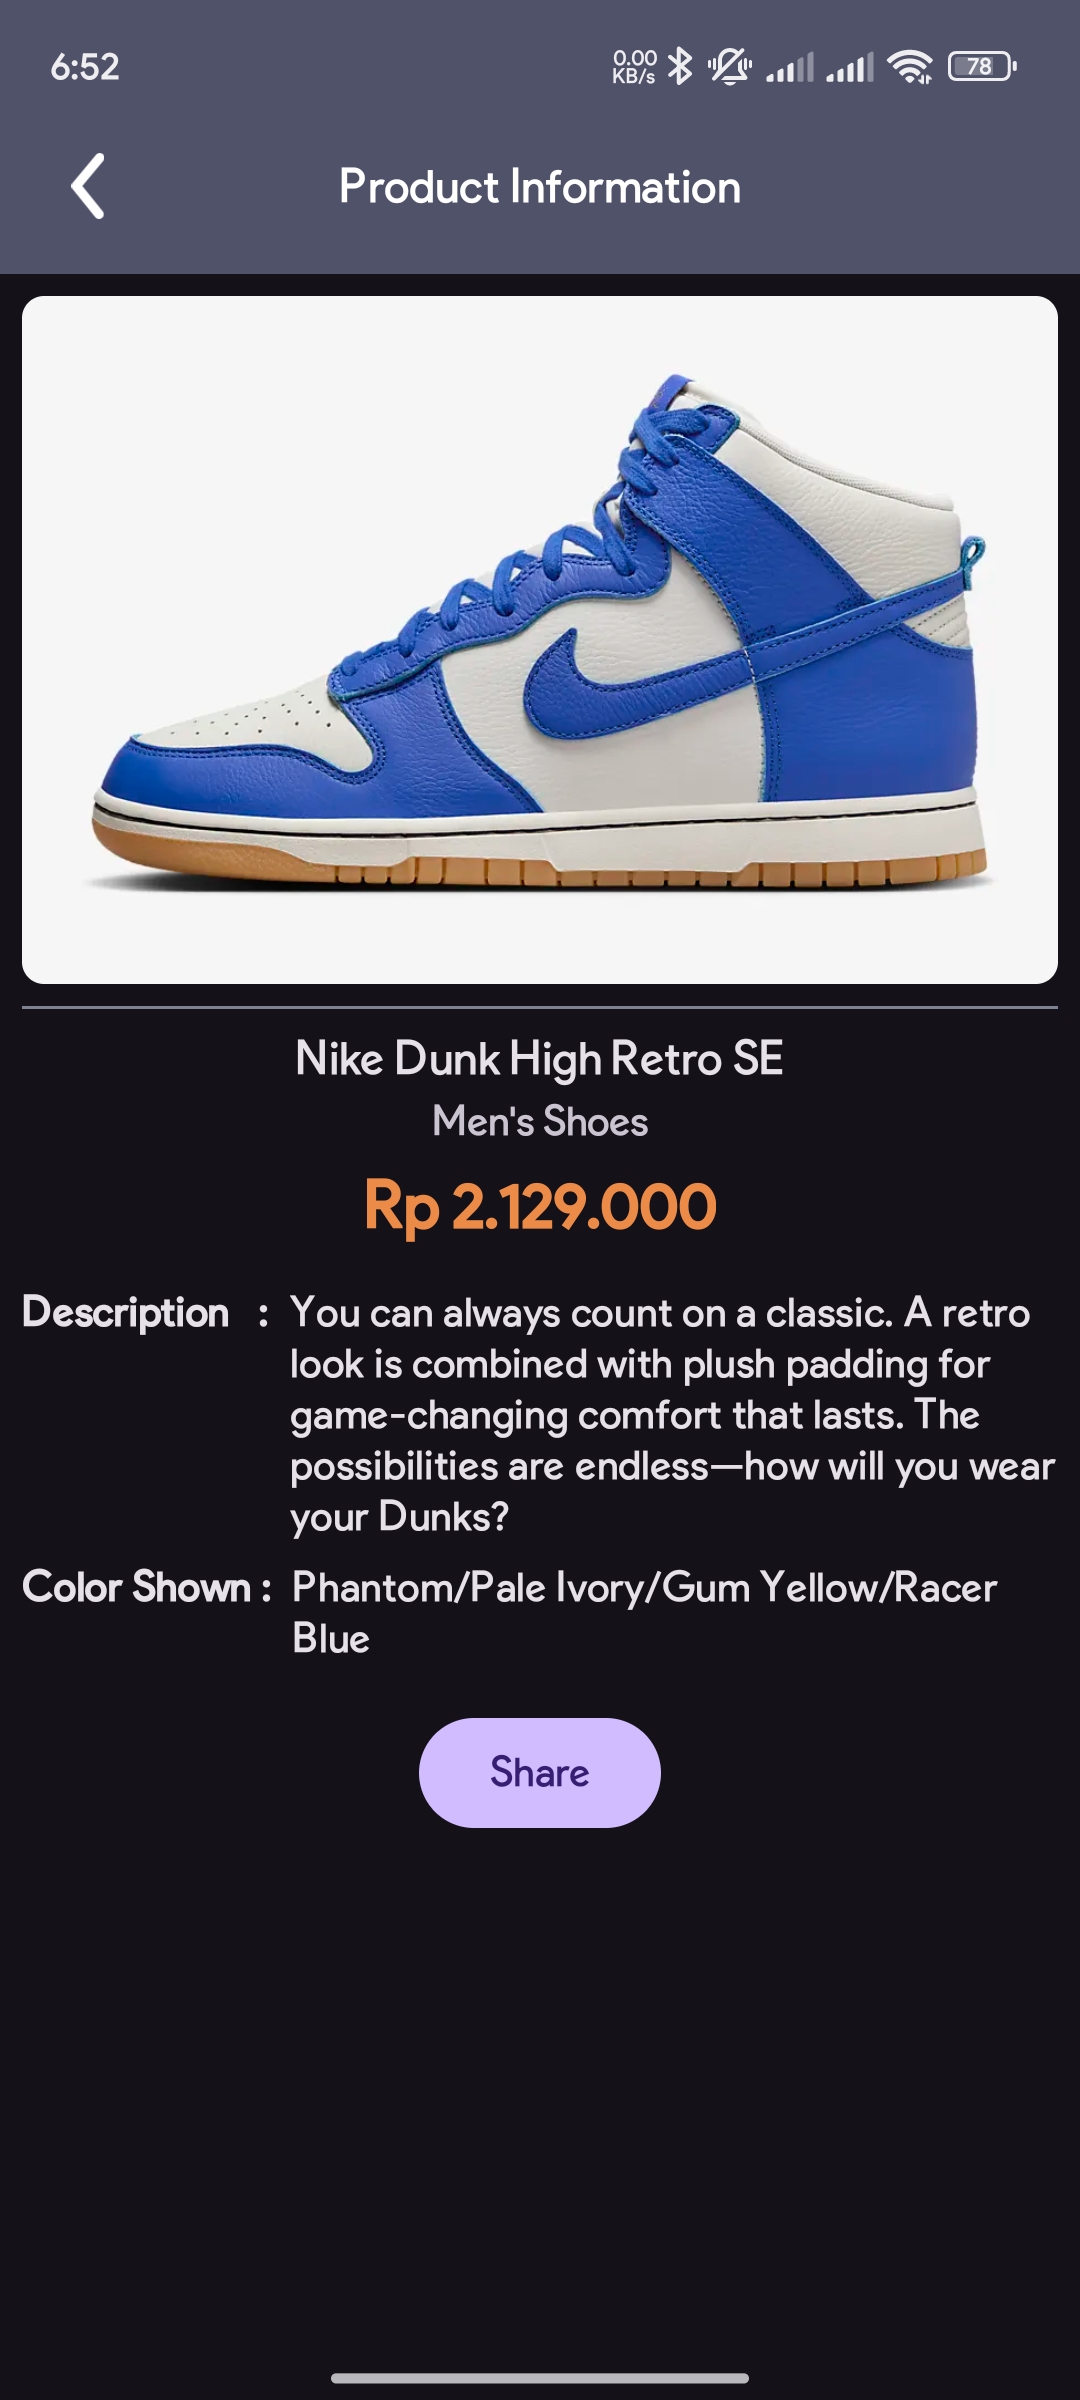 6:52
0.00
KB/s
78
Product Information
Nike Dunk High Retro SE
Men's Shoes
Rp 2.129.000
Description : You can always count on a classic. A retro
look is combined with plush padding for
game-changing comfort that lasts. The
possibilities are endless—how will you wear
your Dunks?
Color Shown : Phantom/Pale Ivory/Gum Yellow/Racer
Blue
Share